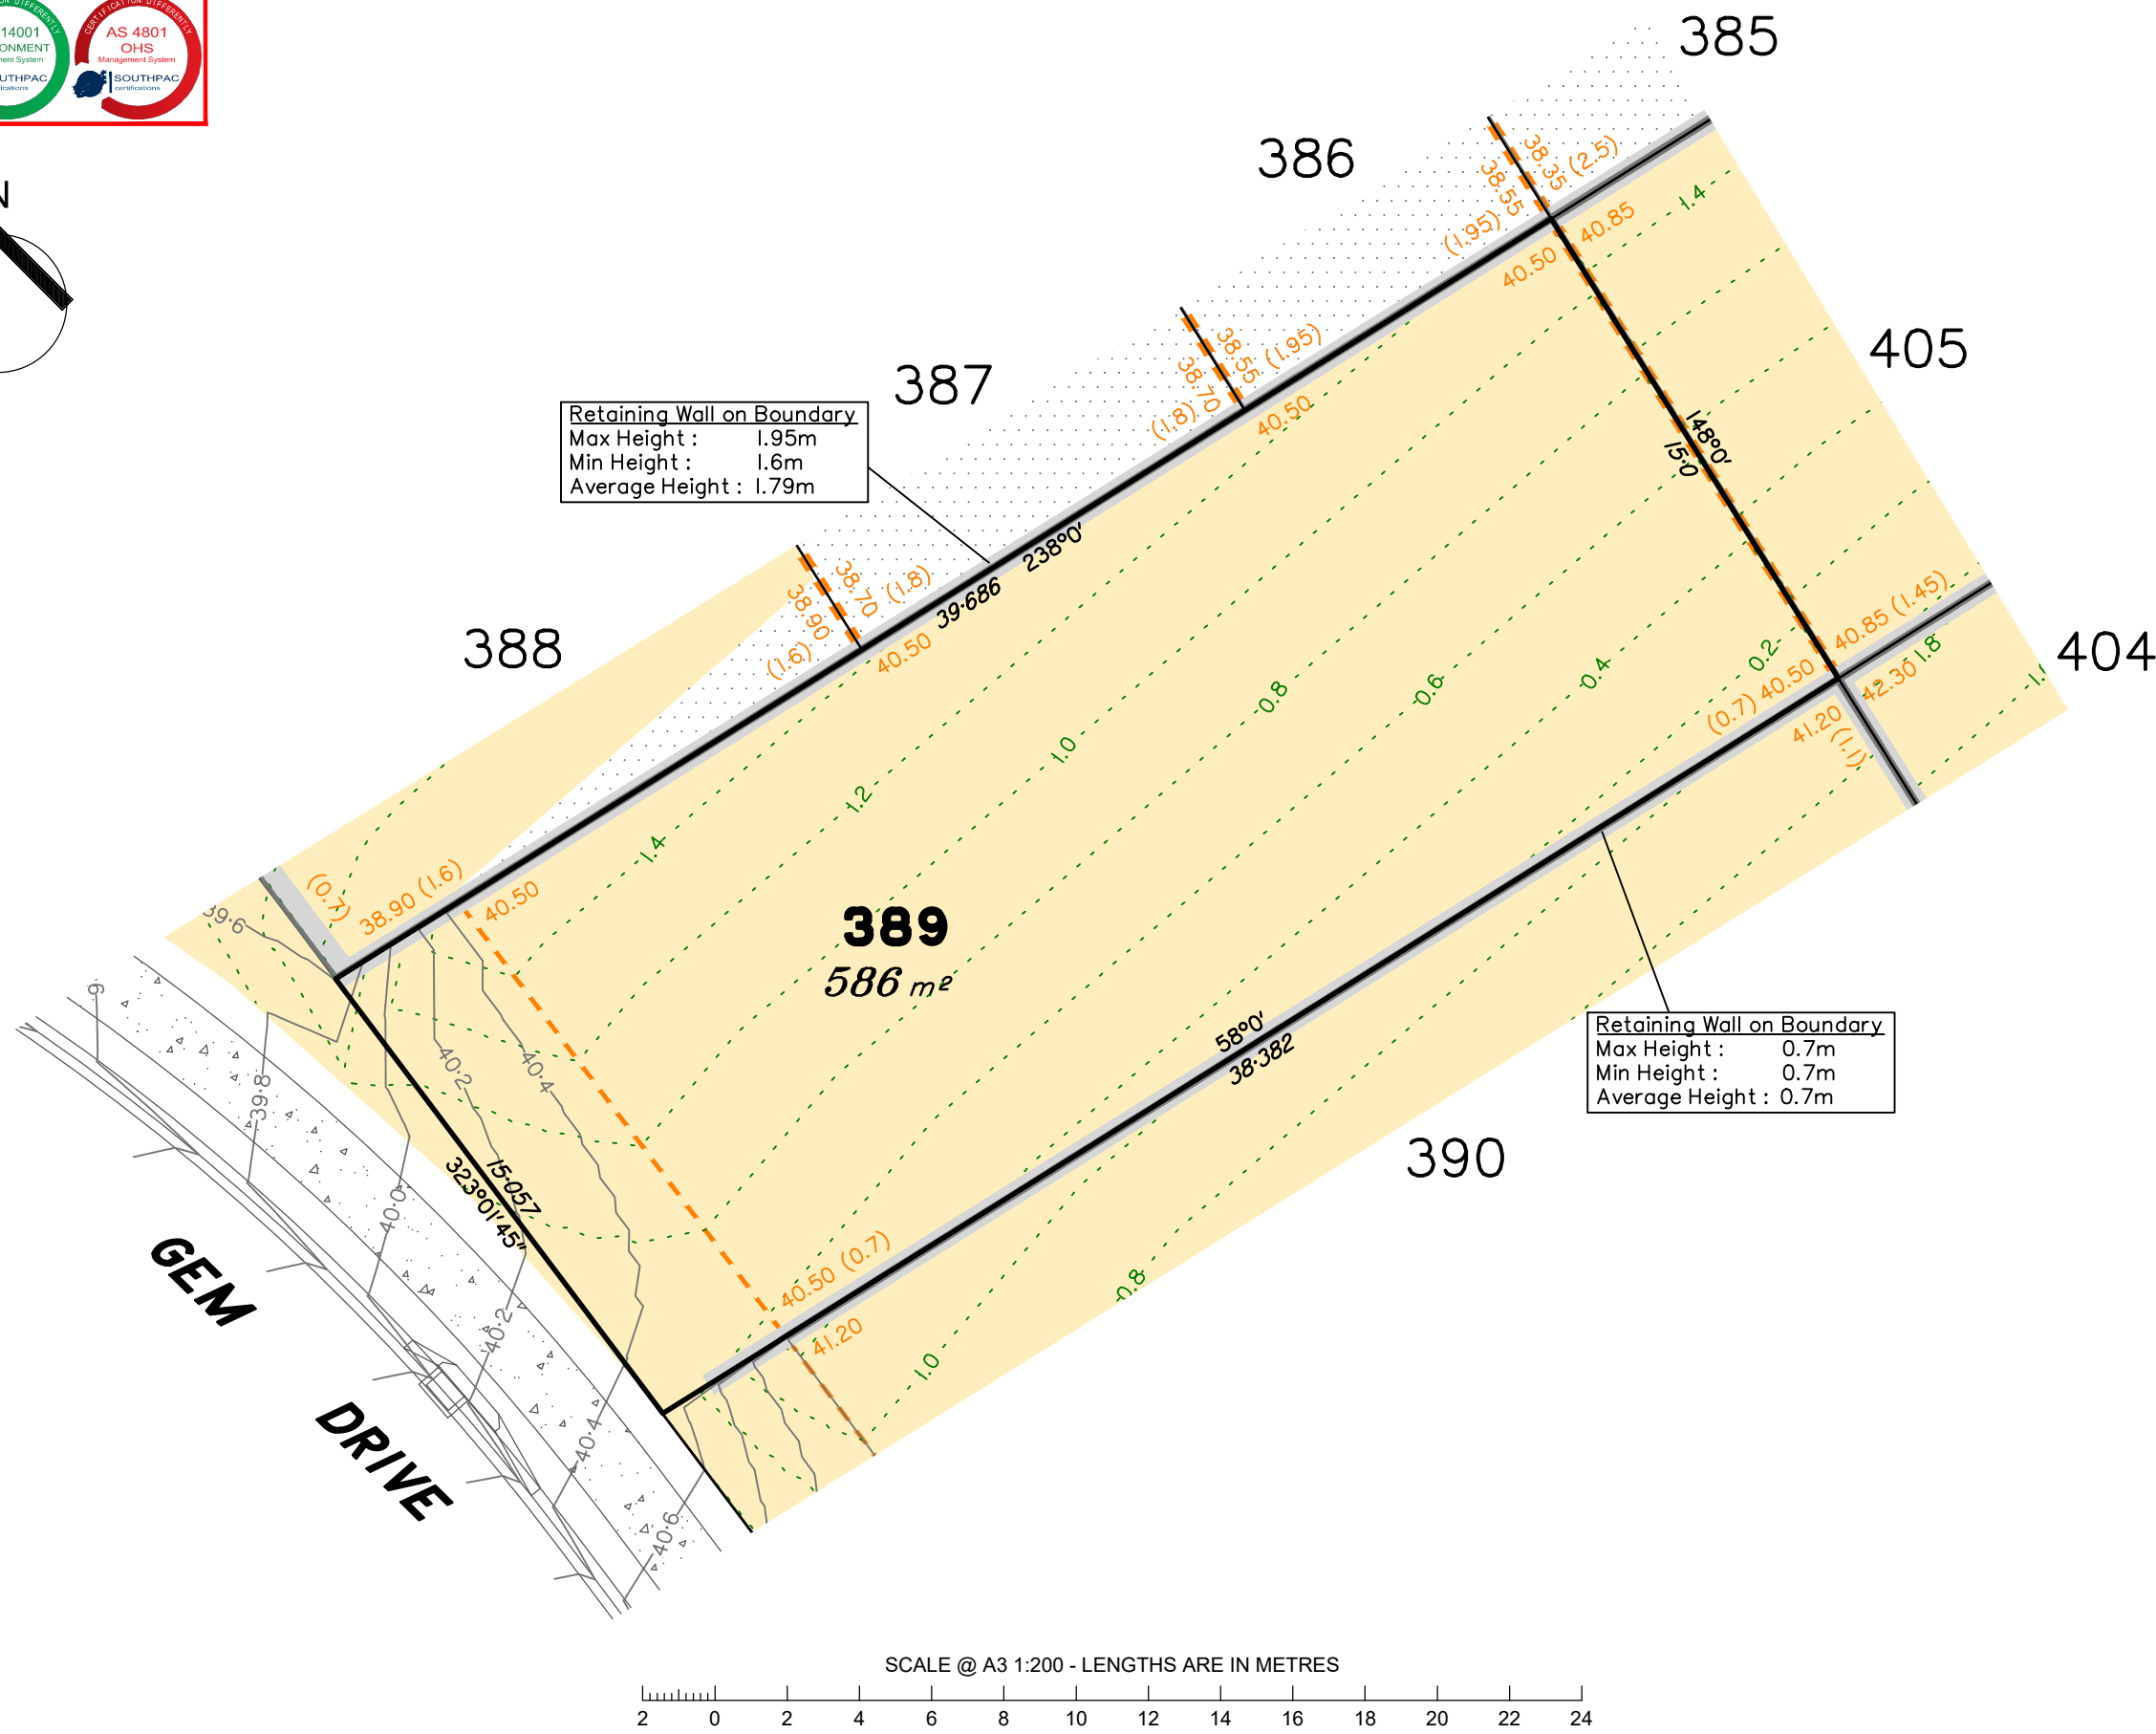 CERTIFICATION DIFFERENTLY
14001
AS 4801
OHS
Management System
SOUTHPAC
certifications
N
385
386
38.35 (2.5)
38.55
(1.95)
40.85
40.50
1.4
405
387
38.55 (1.95)
38.70
(1.8)
40.50
148°0'
15·0
Retaining Wall on Boundary
Max Height : 1.95m
Min Height : 1.6m
Average Height : 1.79m
238°0'
39·686
388
38.70 (1.8)
38.90
(1.6)
40.50
40.85 (1.45)
1.8
404
0.2
(0.7) 40.50
42.30
41.20
(1.1)
0.8
0.6
0.4
1.0
1.2
1.4
(0.7)
38.90 (1.6)
40.50
39·6
389
586 m²
40·2
40·4
39·8
58°0'
38·382
Retaining Wall on Boundary
Max Height : 0.7m
Min Height : 0.7m
Average Height : 0.7m
390
15·057
323°01'45"
40·0
GEM
DRIVE
40.50 (0.7)
41.20
0.8
1.0
40·2
40·4
40·6
SCALE @ A3 1:200 - LENGTHS ARE IN METRES
2 0 2 4 6 8 10 12 14 16 18 20 22 24